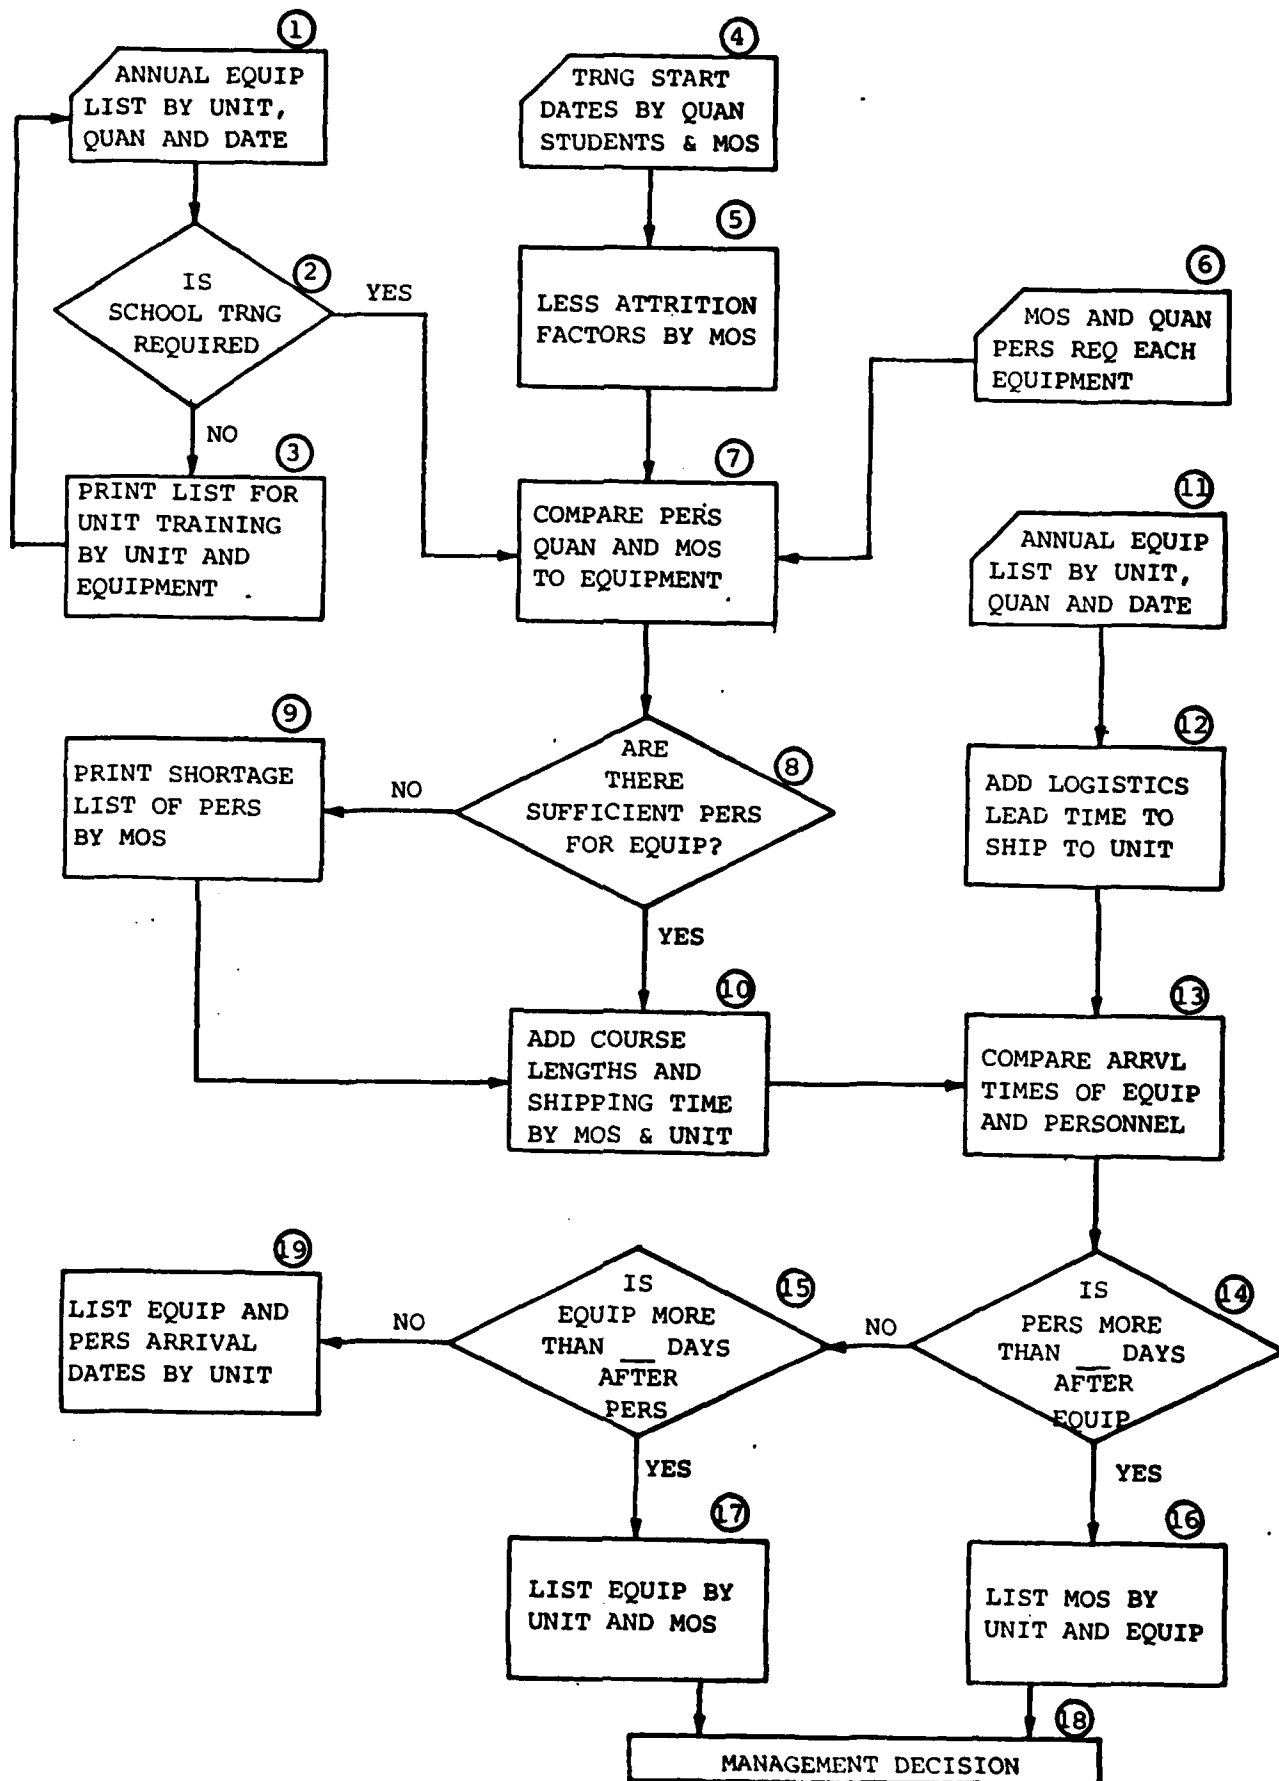 1
ANNUAL EQUIP
LIST BY UNIT,
QUAN AND DATE
2
IS
SCHOOL TRNG
REQUIRED
YES
NO
3
PRINT LIST FOR
UNIT TRAINING
BY UNIT AND
EQUIPMENT
4
TRNG START
DATES BY QUAN
STUDENTS & MOS
5
LESS ATTRITION
FACTORS BY MOS
6
MOS AND QUAN
PERS REQ EACH
EQUIPMENT
7
COMPARE PERS
QUAN AND MOS
TO EQUIPMENT
8
ARE
THERE
SUFFICIENT PERS
FOR EQUIP?
NO
YES
9
PRINT SHORTAGE
LIST OF PERS
BY MOS
10
ADD COURSE
LENGTHS AND
SHIPPING TIME
BY MOS & UNIT
11
ANNUAL EQUIP
LIST BY UNIT,
QUAN AND DATE
12
ADD LOGISTICS
LEAD TIME TO
SHIP TO UNIT
13
COMPARE ARRVL
TIMES OF EQUIP
AND PERSONNEL
14
IS
PERS MORE
THAN __ DAYS
AFTER
EQUIP
NO
YES
15
IS
EQUIP MORE
THAN __ DAYS
AFTER
PERS
NO
YES
16
LIST MOS BY
UNIT AND EQUIP
17
LIST EQUIP BY
UNIT AND MOS
18
MANAGEMENT DECISION
19
LIST EQUIP AND
PERS ARRIVAL
DATES BY UNIT